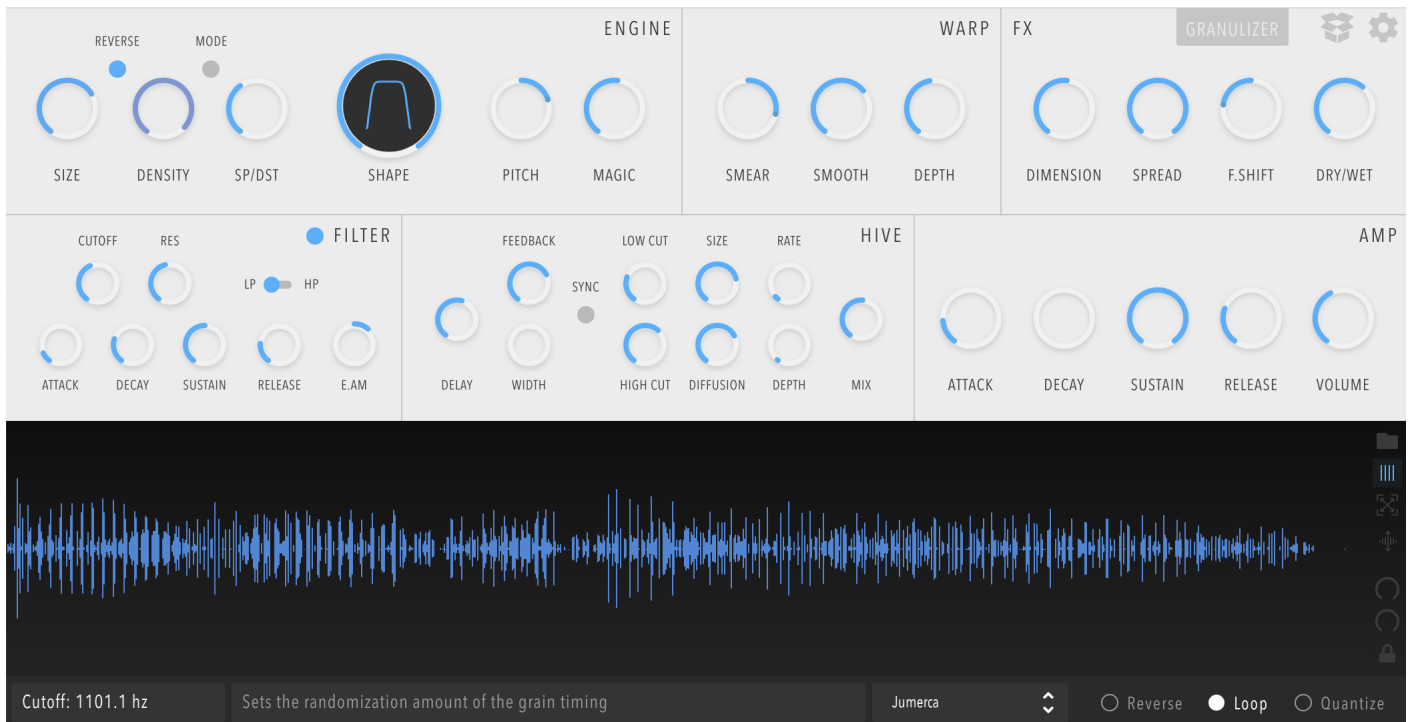 ENGINE
WARP
FX
GRANULIZER
REVERSE
MODE
SIZE
DENSITY
SP/DST
SHAPE
PITCH
MAGIC
SMEAR
SMOOTH
DEPTH
DIMENSION
SPREAD
F.SHIFT
DRY/WET
FILTER
CUTOFF
RES
LP
HP
ATTACK
DECAY
SUSTAIN
RELEASE
E.AM
HIVE
FEEDBACK
LOW CUT
SIZE
RATE
SYNC
DELAY
WIDTH
HIGH CUT
DIFFUSION
DEPTH
MIX
AMP
ATTACK
DECAY
SUSTAIN
RELEASE
VOLUME
Cutoff: 1101.1 hz
Sets the randomization amount of the grain timing
Jumerca
Reverse
Loop
Quantize